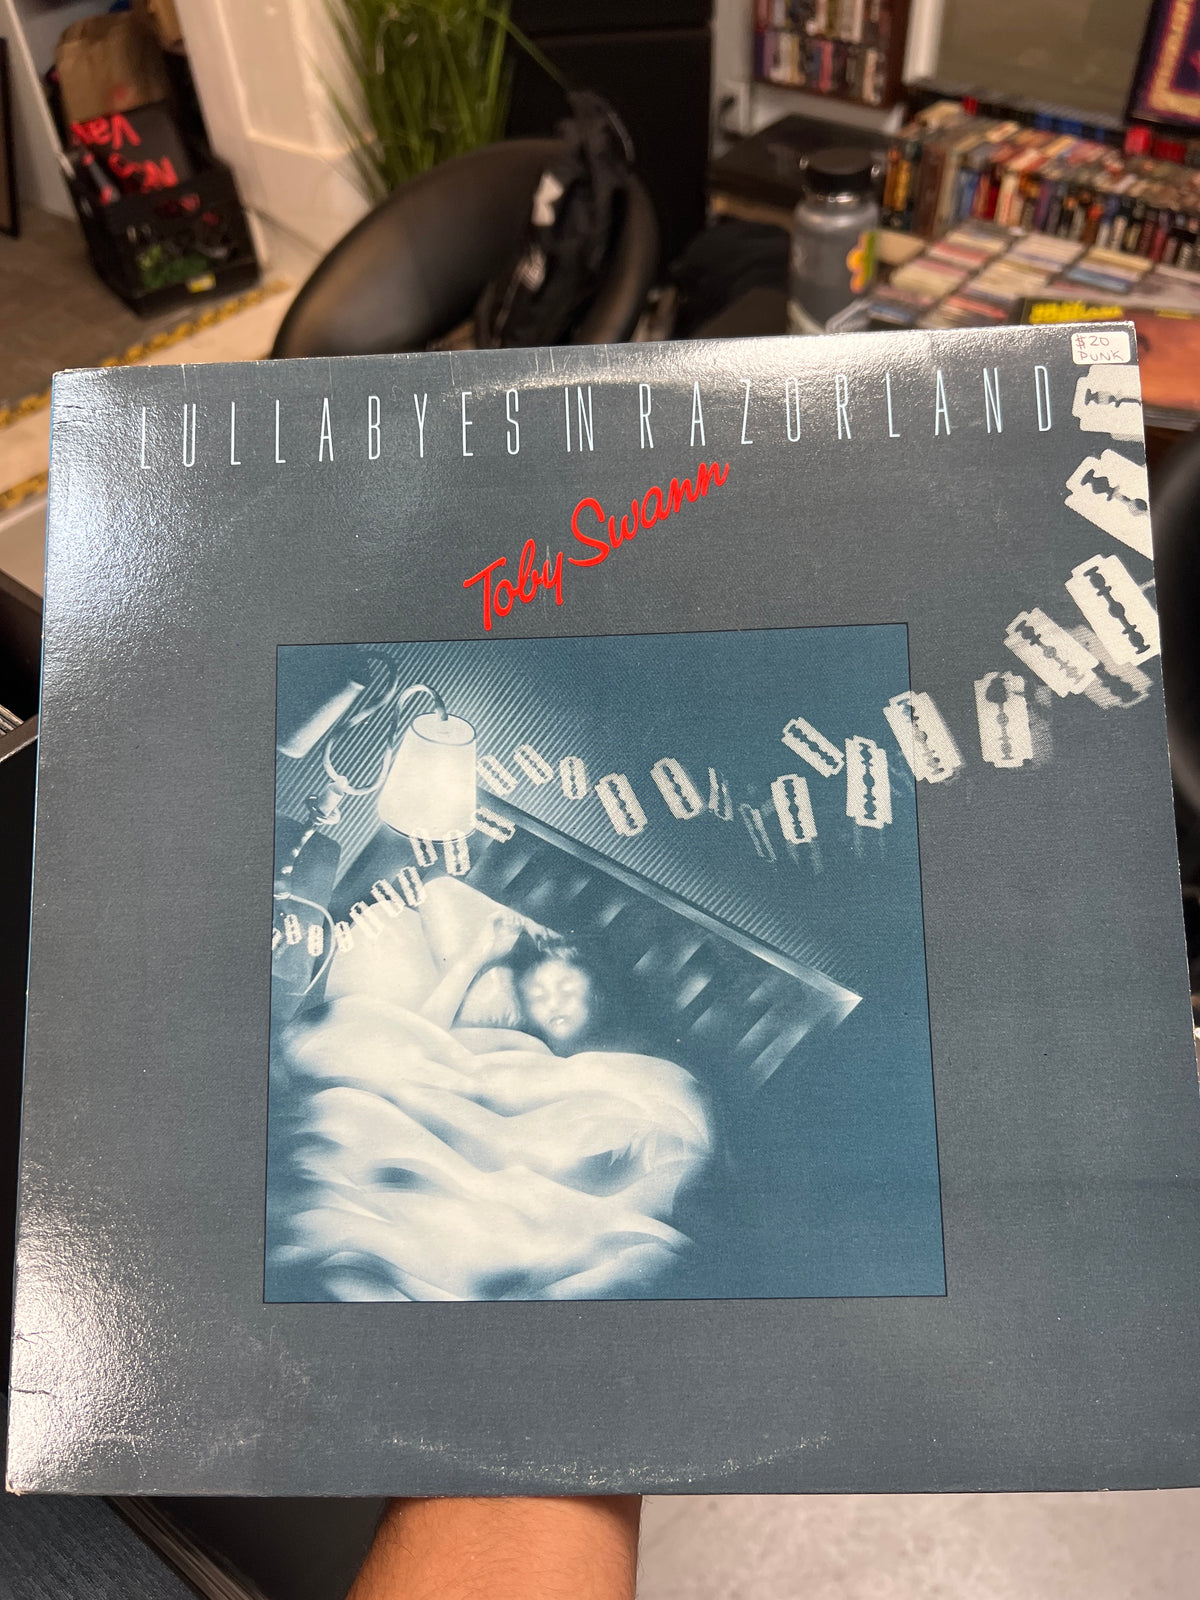 $20
PUNK
LULLABYES IN RAZORLAND
Toby Swann